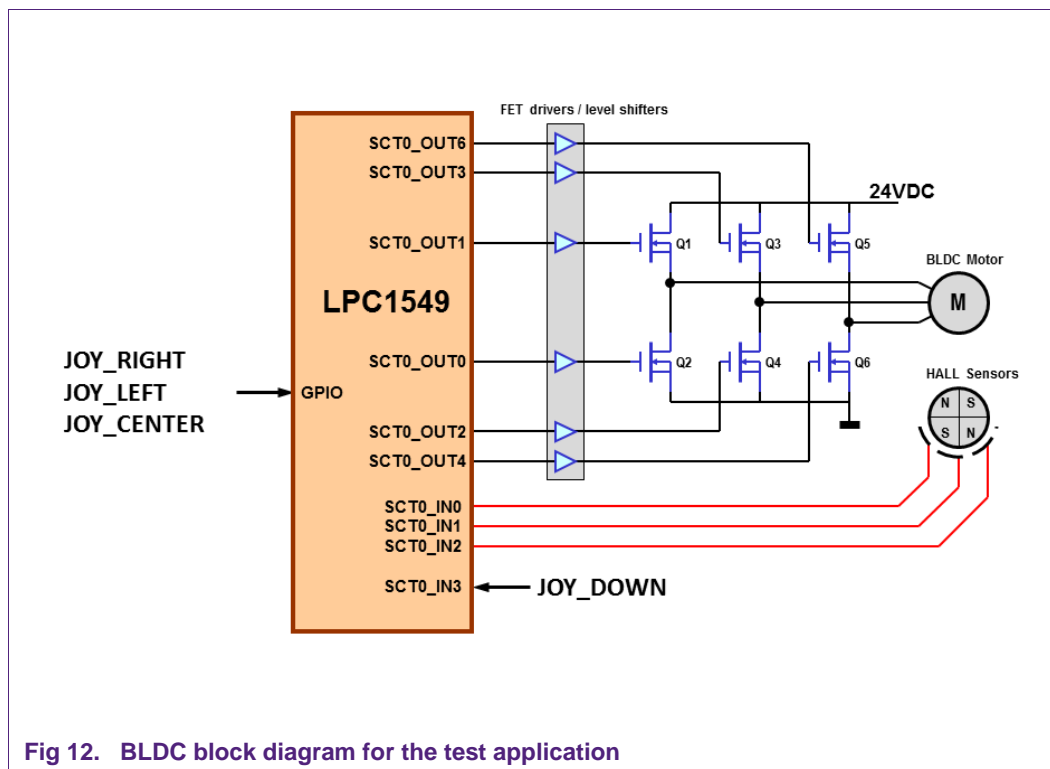 FET drivers / level shifters
SCT0_OUT6
SCT0_OUT3
24VDC
SCT0_OUT1
Q1
Q3
Q5
BLDC Motor
LPC1549
M
JOY_RIGHT
JOY_LEFT
JOY_CENTER
GPIO
SCT0_OUT0
Q2
Q4
Q6
HALL Sensors
N S
S N
SCT0_OUT2
SCT0_OUT4
SCT0_IN0
SCT0_IN1
SCT0_IN2
SCT0_IN3
JOY_DOWN
Fig 12. BLDC block diagram for the test application